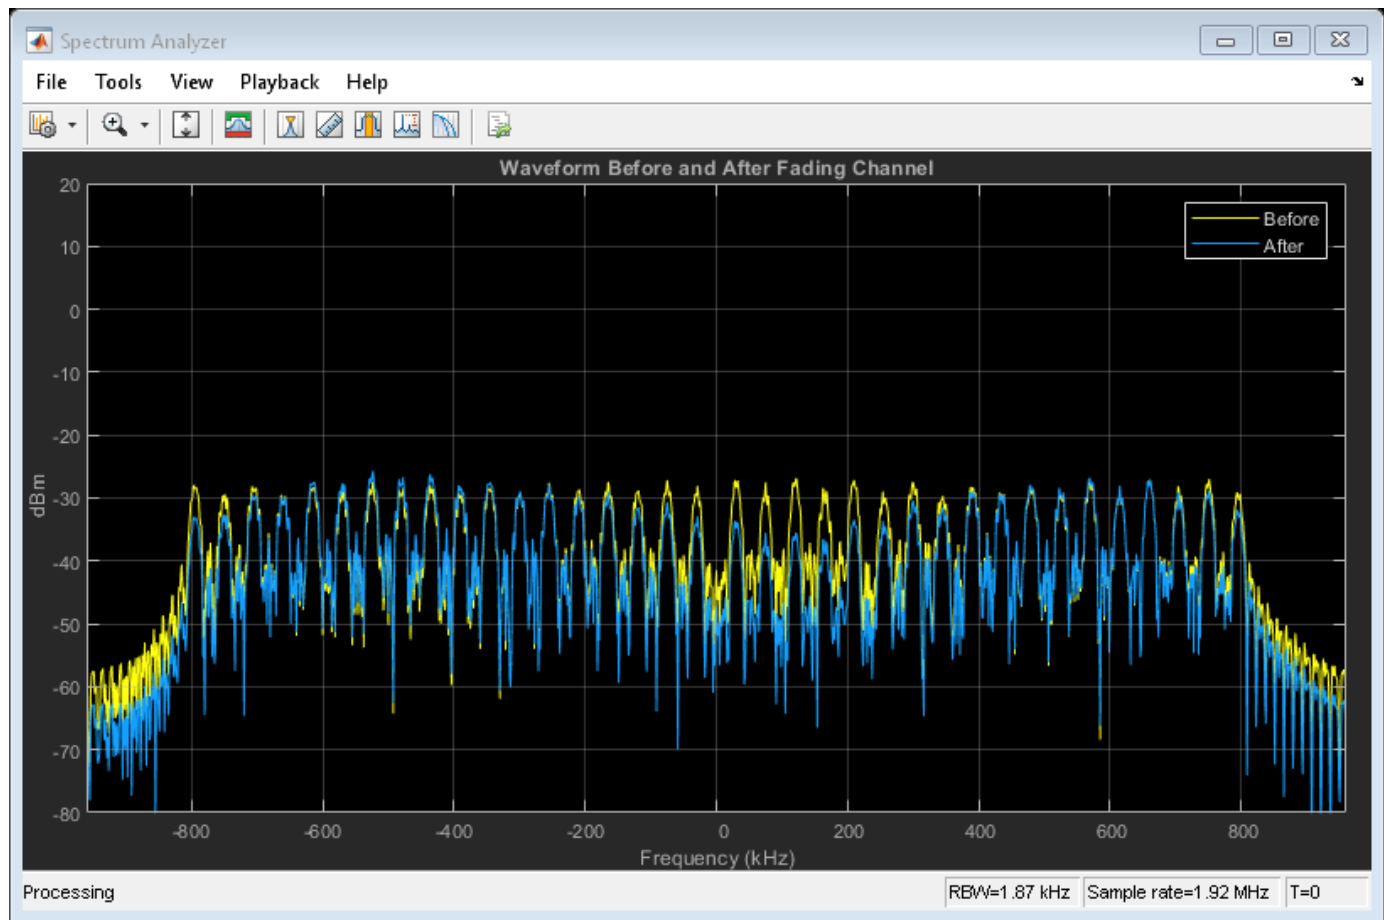 Spectrum Analyzer
File Tools View Playback Help
Waveform Before and After Fading Channel
Before
After
20
10
0
-10
-20
-30
-40
-50
-60
-70
-80
dBm
-800 -600 -400 -200 0 200 400 600 800
Frequency (kHz)
Processing RBW=1.87 kHz Sample rate=1.92 MHz T=0